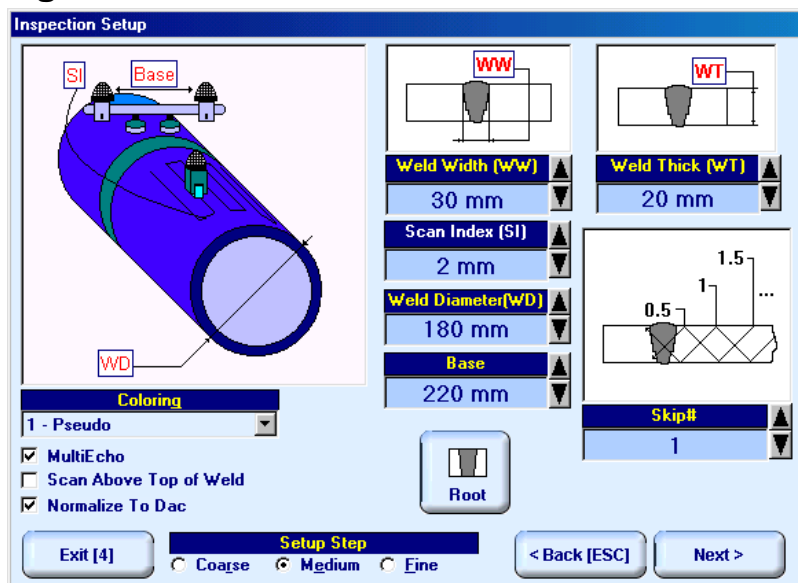 Inspection Setup
SI
Base
WD
WW
WT
Weld Width (WW)
30 mm
Weld Thick (WT)
20 mm
Scan Index (SI)
2 mm
Weld Diameter(WD)
180 mm
Base
220 mm
0.5
1
1.5
...
Skip#
1
Coloring
1 - Pseudo
MultiEcho
Scan Above Top of Weld
Normalize To Dac
Root
Exit [4]
Setup Step
Coarse Medium Fine
< Back [ESC]
Next >